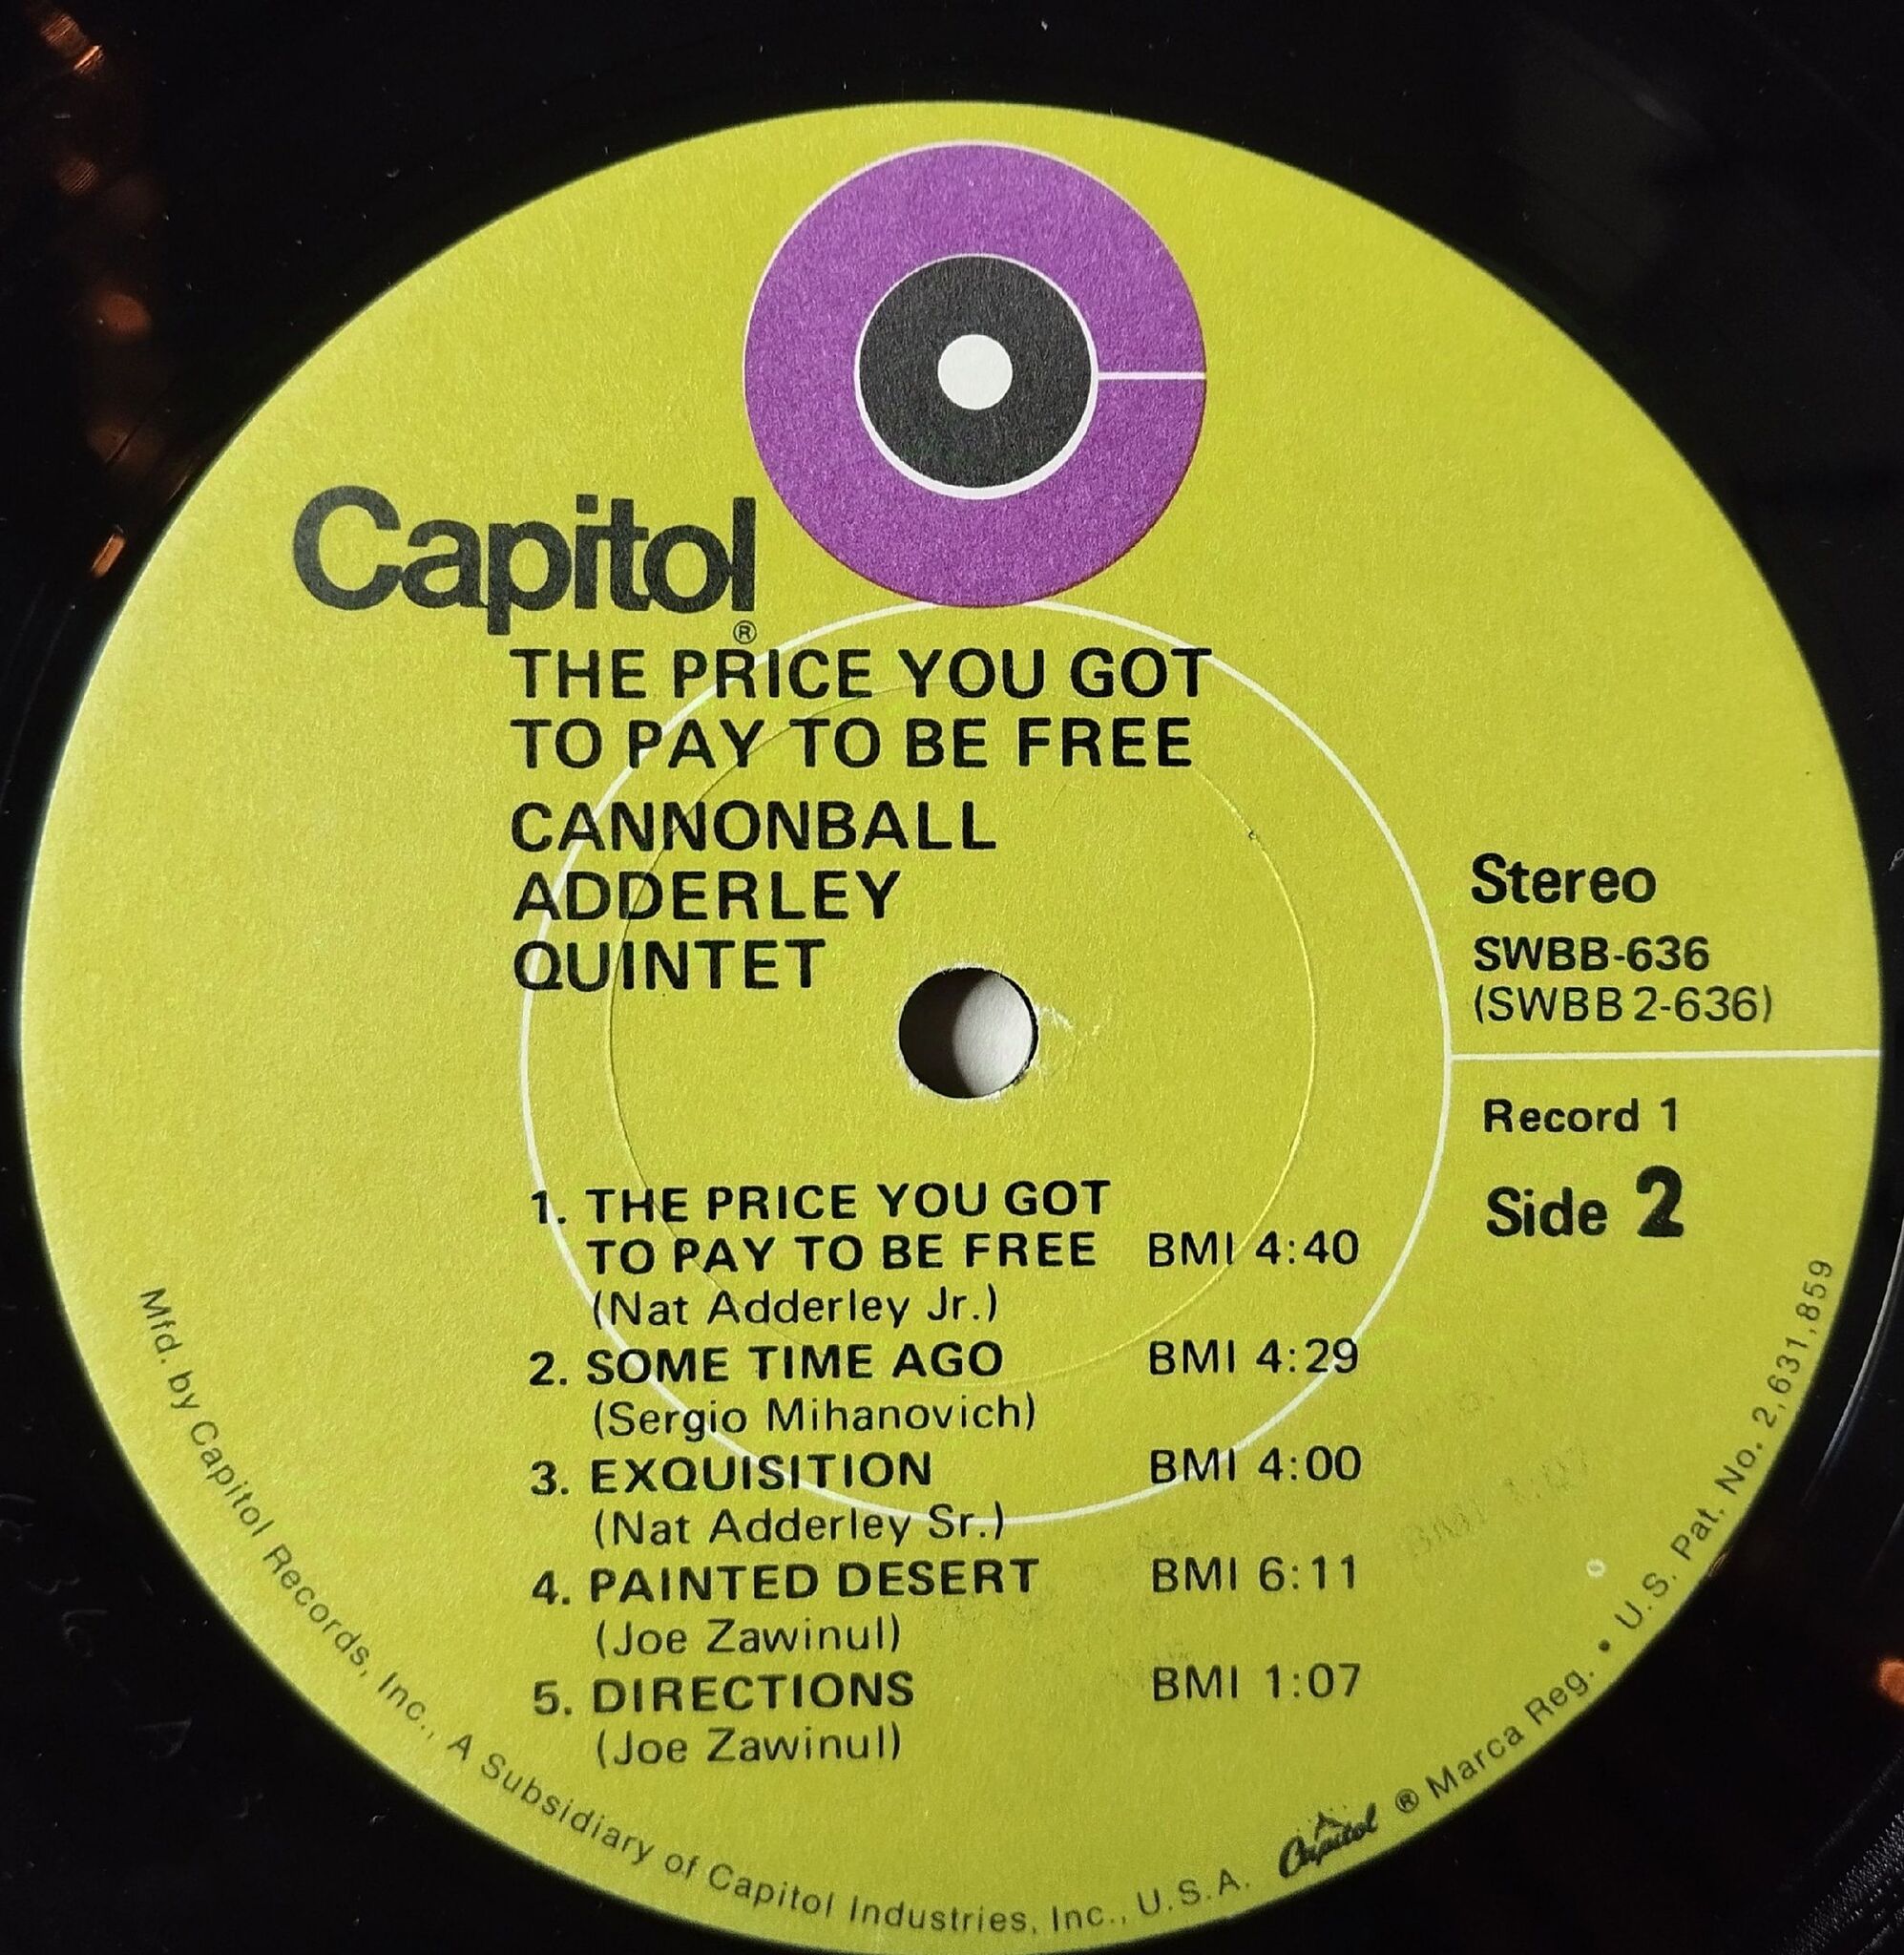 Capitol
®
THE PRICE YOU GOT
TO PAY TO BE FREE
CANNONBALL
ADDERLEY
QUINTET
Stereo
SWBB-636
(SWBB 2-636)
Record 1
Side 2
1. THE PRICE YOU GOT
TO PAY TO BE FREE BMI 4:40
(Nat Adderley Jr.)
2. SOME TIME AGO BMI 4:29
(Sergio Mihanovich)
3. EXQUISITION BMI 4:00
(Nat Adderley Sr.)
4. PAINTED DESERT BMI 6:11
(Joe Zawinul)
5. DIRECTIONS BMI 1:07
(Joe Zawinul)
Mfd. by Capitol Records, Inc., A Subsidiary of Capitol Industries, Inc., U.S.A. Capitol ® Marca Reg. • U.S. Pat. No. 2,631,859
BMI 1:07